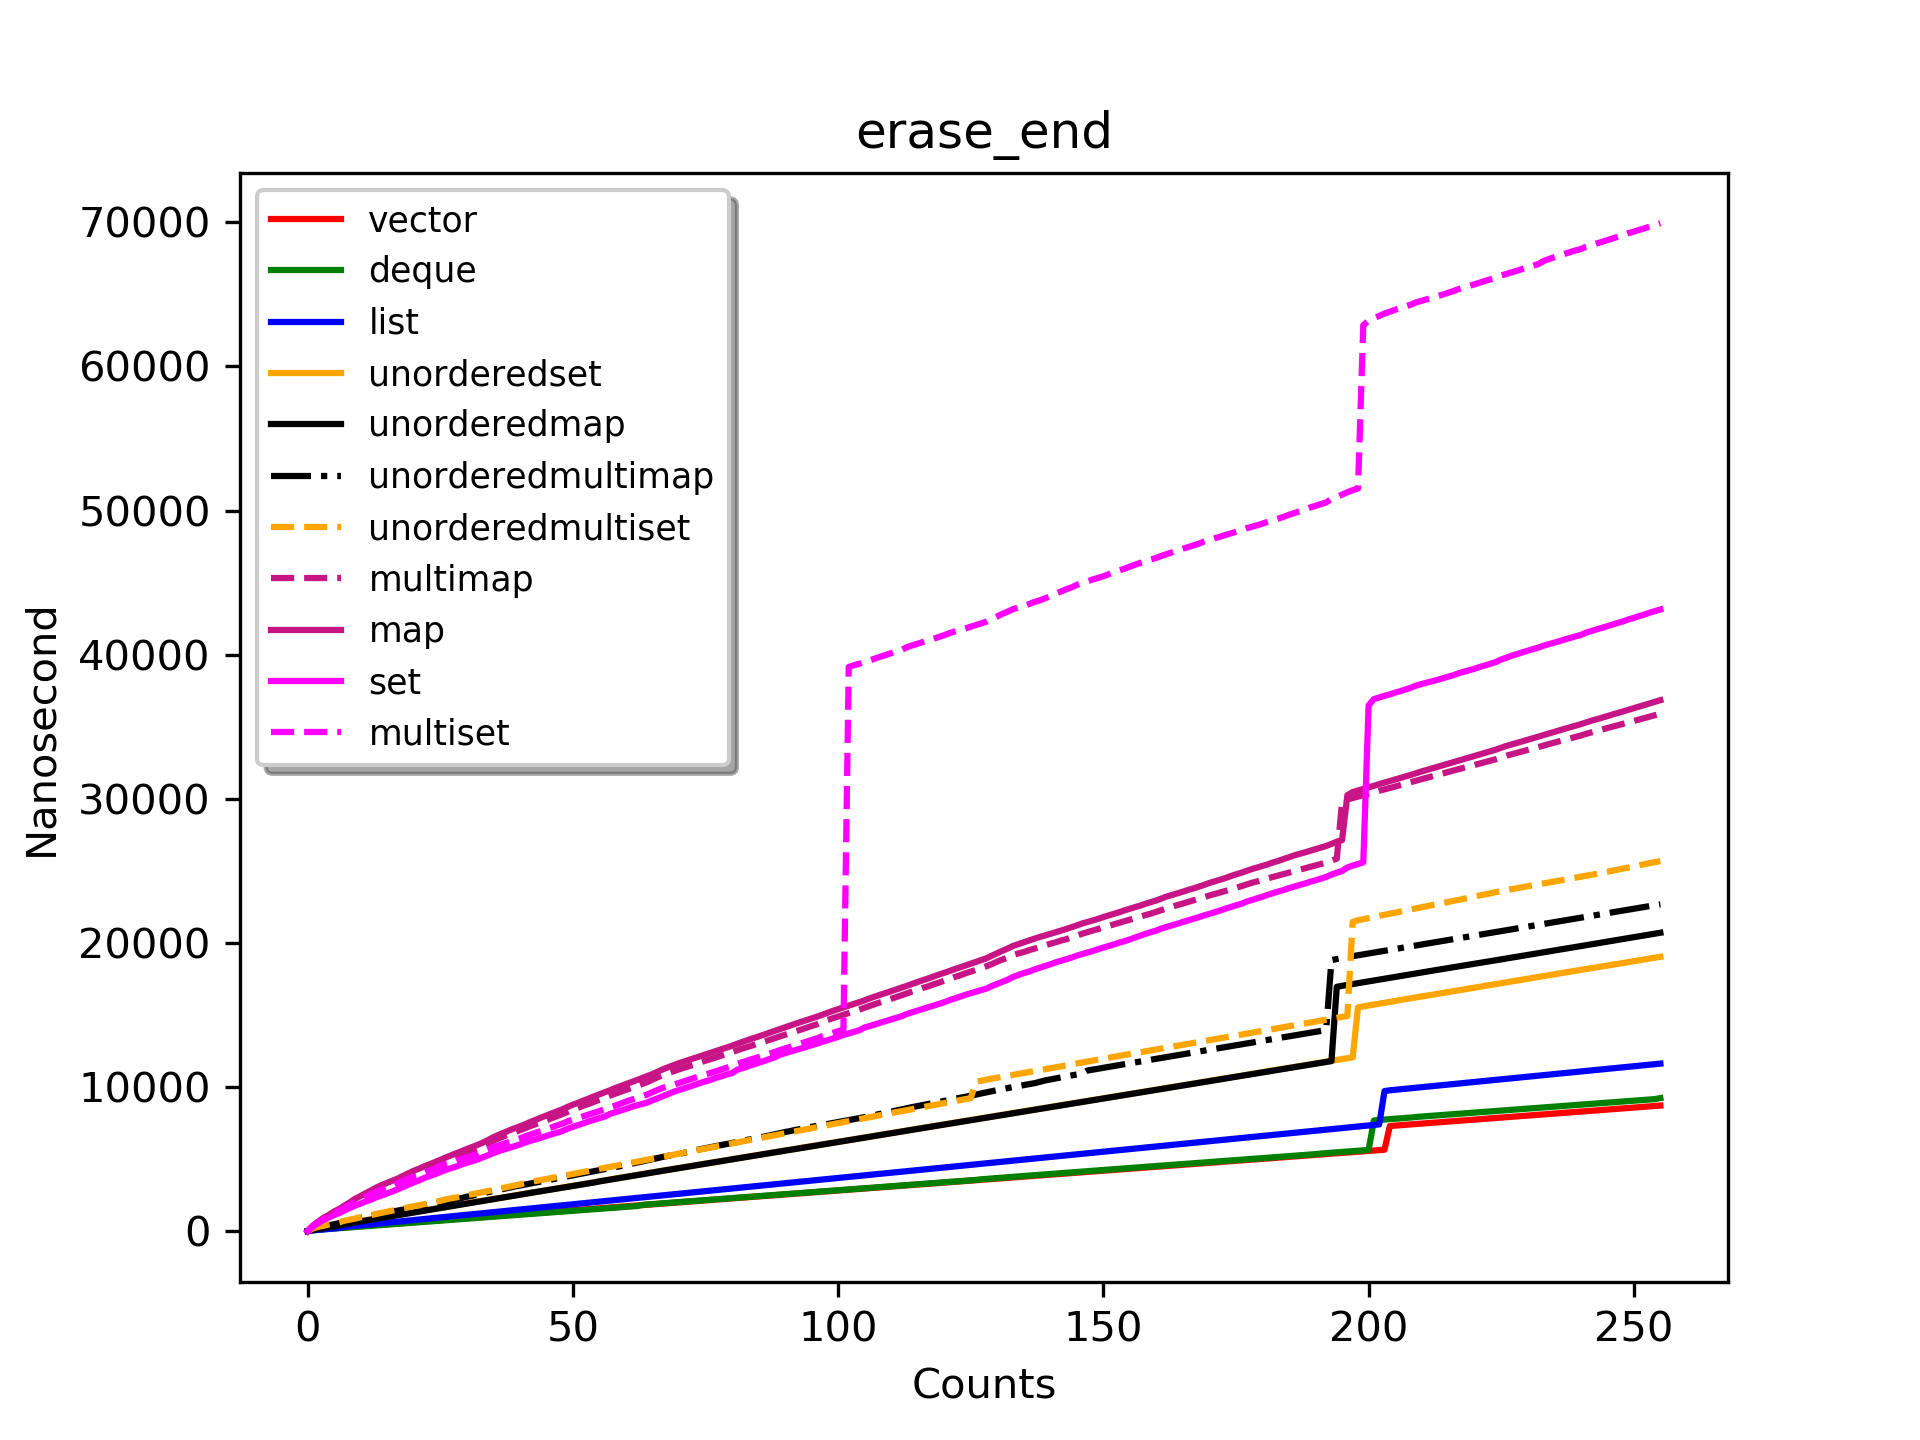 erase_end
70000
60000
50000
40000
30000
20000
10000
0
Nanosecond
vector
deque
list
unorderedset
unorderedmap
unorderedmultimap
unorderedmultiset
multimap
map
set
multiset
0 50 100 150 200 250
Counts